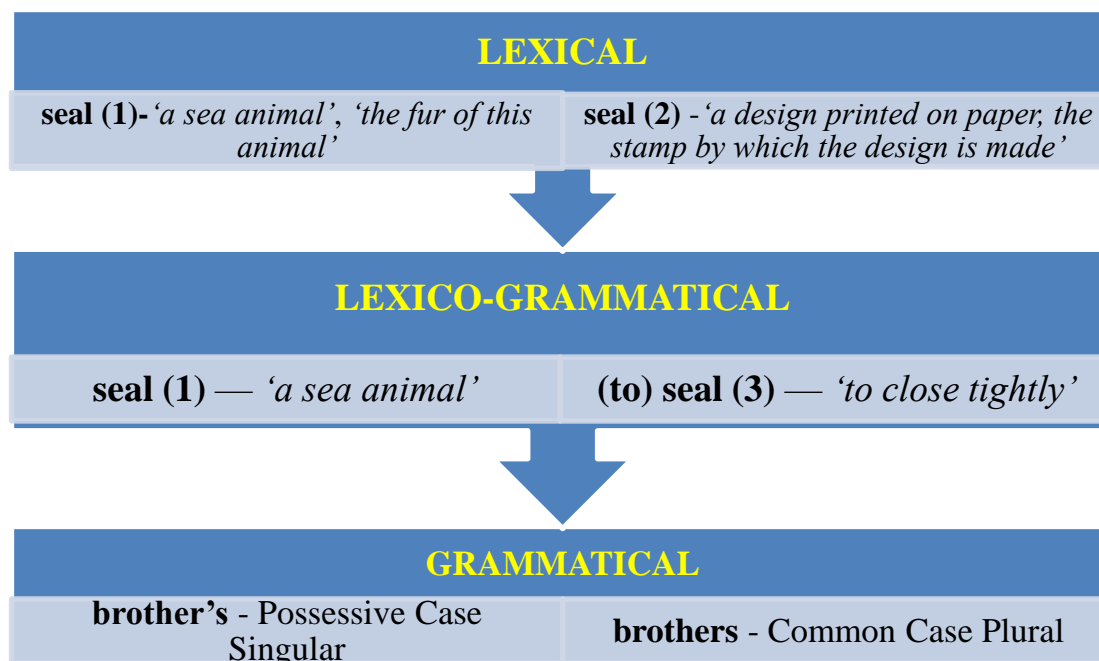 LEXICAL
seal (1)- ‘a sea animal’, ‘the fur of this
animal’
seal (2) - ‘a design printed on paper, the
stamp by which the design is made’
LEXICO-GRAMMATICAL
seal (1) — ‘a sea animal’
(to) seal (3) — ‘to close tightly’
GRAMMATICAL
brother’s - Possessive Case
Singular
brothers - Common Case Plural